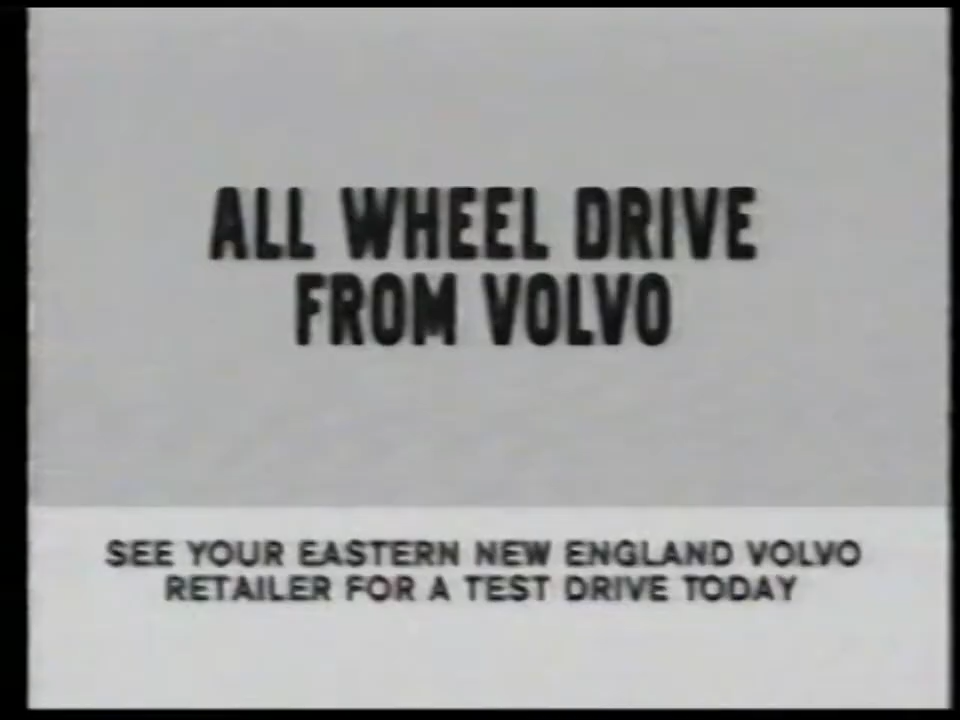 ALL WHEEL DRIVE
FROM VOLVO
SEE YOUR EASTERN NEW ENGLAND VOLVO
RETAILER FOR A TEST DRIVE TODAY